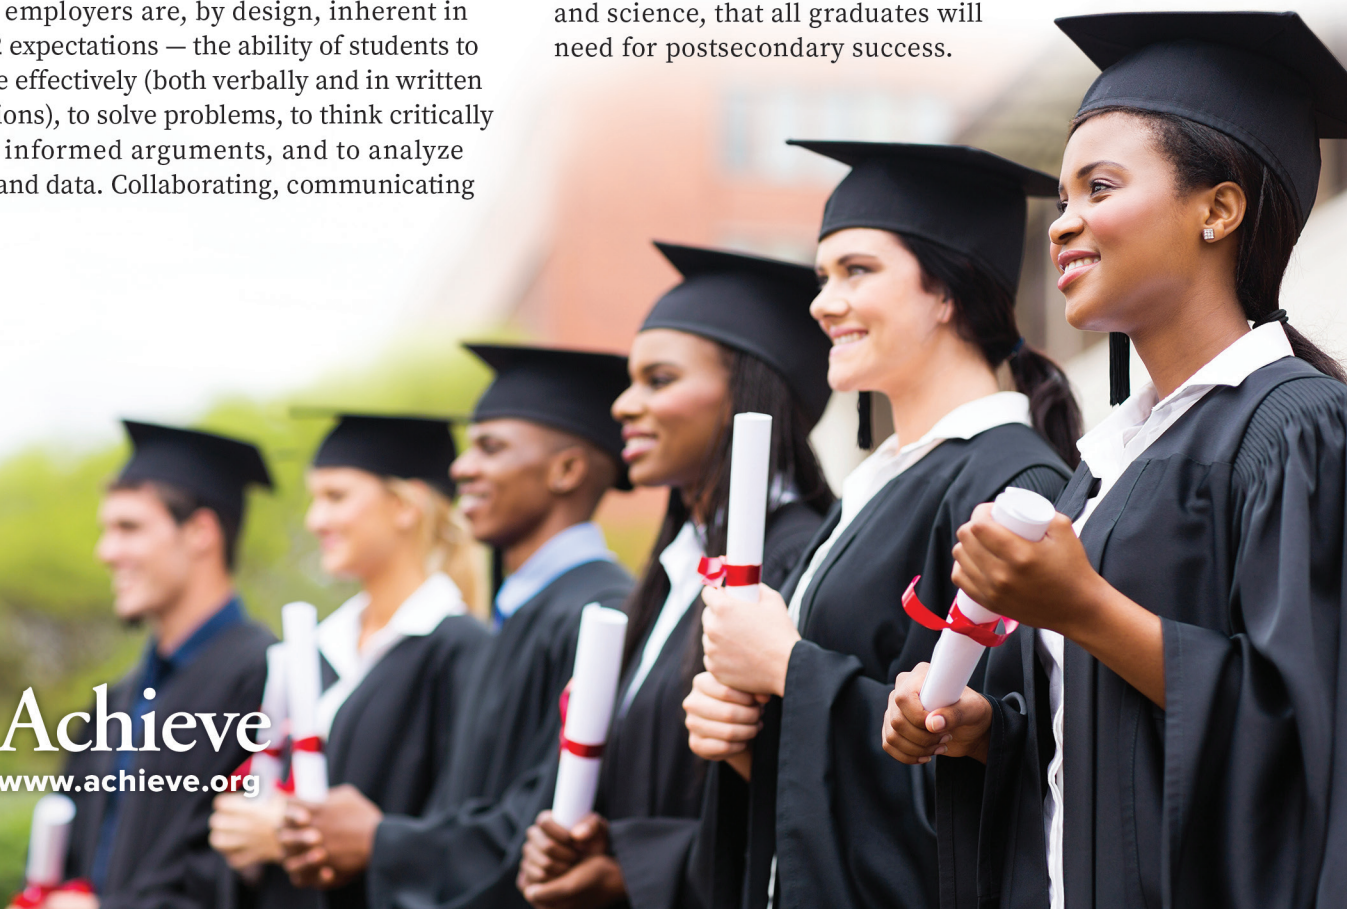 employers are, by design, inherent in
expectations — the ability of students to
effectively (both verbally and in written
to solve problems, to think critically
informed arguments, and to analyze
and data. Collaborating, communicating
and science, that all graduates will
need for postsecondary success.
Achieve
www.achieve.org